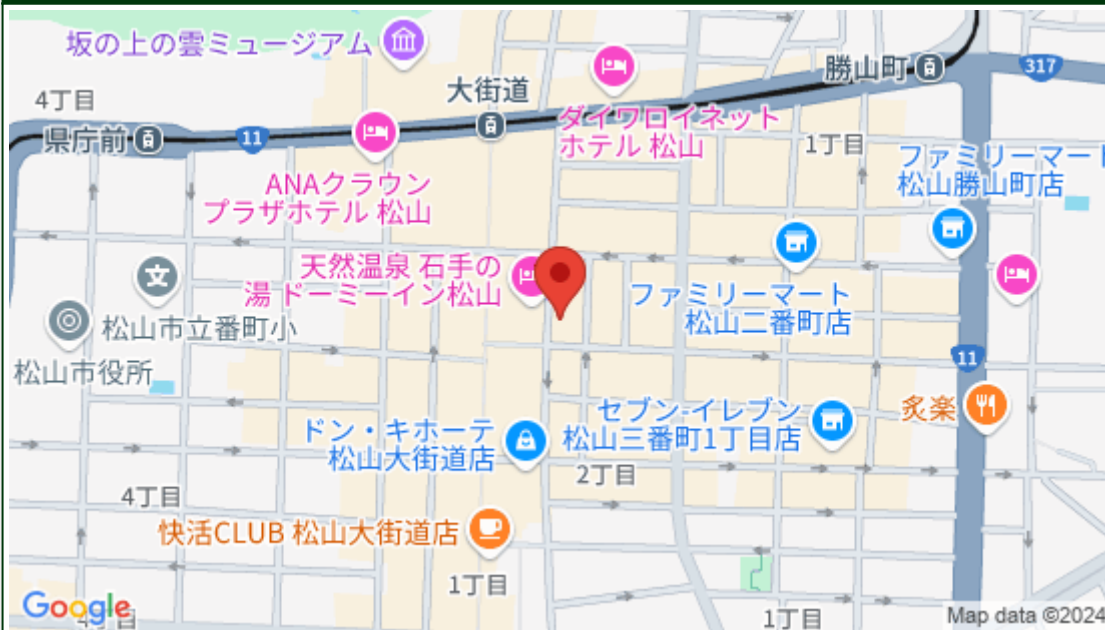 坂の上の雲ミュージアム
大街道
勝山町
317
4丁目
県庁前
11
ダイワロイネット
ホテル 松山
1丁目
ファミリーマート
松山勝山町店
ANAクラウン
プラザホテル 松山
天然温泉 石手の
湯 ドーミーイン松山
ファミリーマート
松山二番町店
文
松山市立番町小
松山市役所
11
ドン・キホーテ
松山大街道店
セブン-イレブン
松山三番町1丁目店
炙楽
2丁目
4丁目
快活CLUB 松山大街道店
1丁目
Google
4丁目
1丁目
Map data ©2024